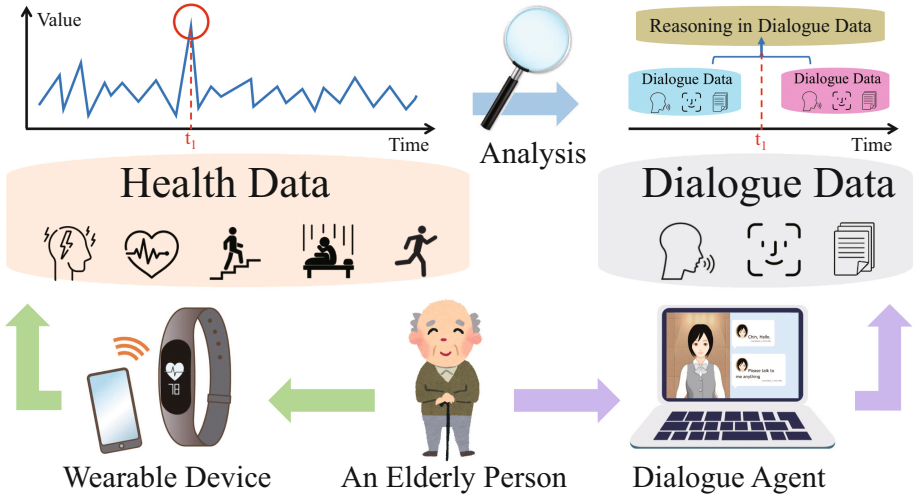 Value
t1
Time
Analysis
Reasoning in Dialogue Data
Dialogue Data
Dialogue Data
t1
Time
Health Data
Dialogue Data
78
Chin, Hello.
Please talk to
me anything
Wearable Device
An Elderly Person
Dialogue Agent